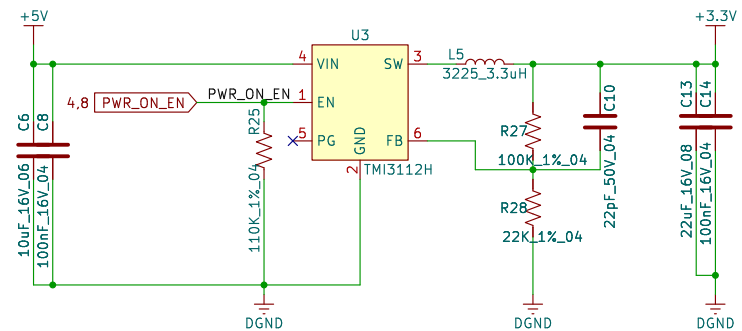 +5V
+3.3V
U3
L5
3225_3.3uH
4 VIN
SW 3
PWR_ON_EN
4,8 PWR_ON_EN
1 EN
5 PG
GND
2
FB 6
TMI3112H
C6
10uF_16V_06
C8
100nF_16V_04
R25
110K_1%_04
R27
100K_1%_04
R28
22K_1%_04
C10
22pF_50V_04
C13
22uF_16V_08
C14
100nF_16V_04
DGND
DGND
DGND